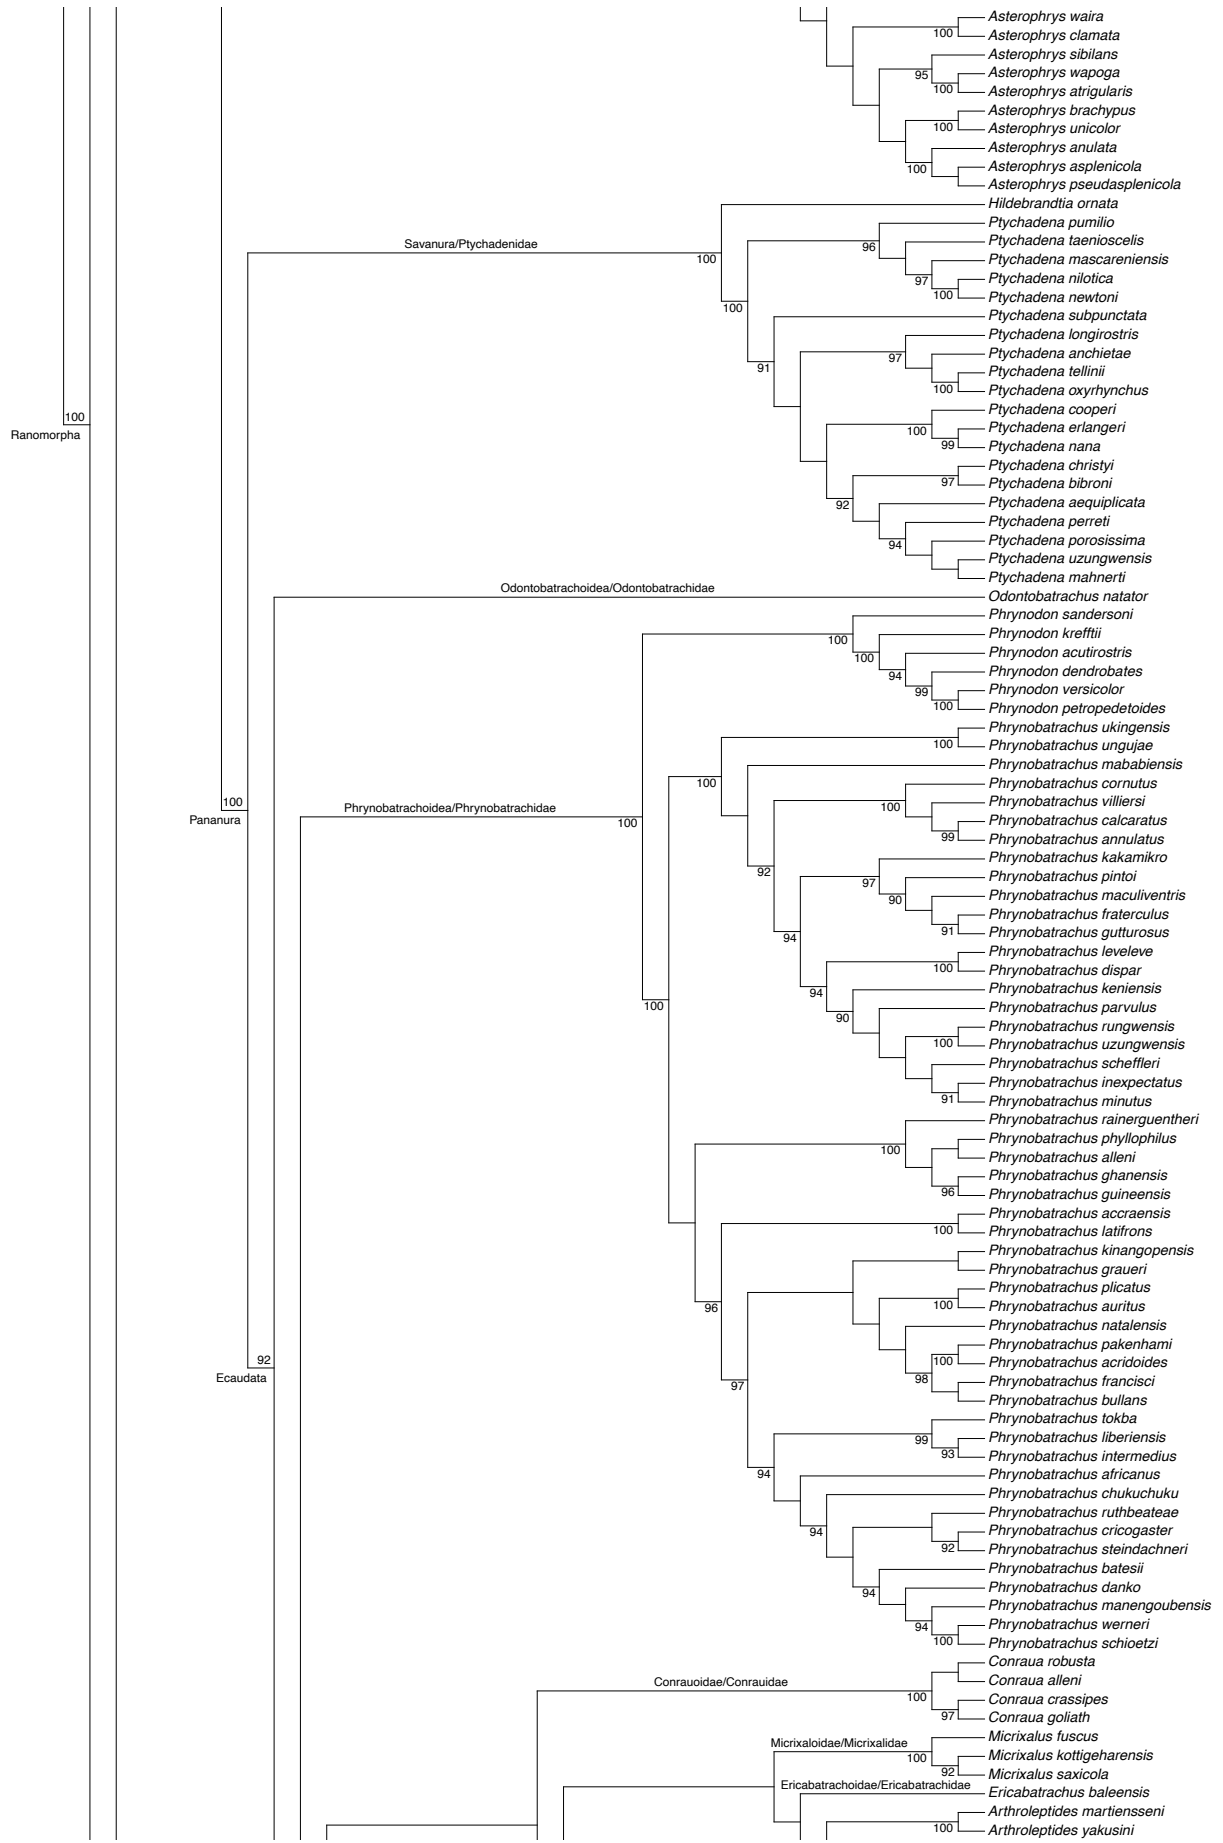 Asterophrys waira
100
Asterophrys clamata
Asterophrys sibilans
95
Asterophrys wapoga
100
Asterophrys atrigularis
Asterophrys brachypus
100
Asterophrys unicolor
Asterophrys anulata
100
Asterophrys asplenicola
Asterophrys pseudasplenicola
Hildebrandtia ornata
Ptychadena pumilio
Savanura/Ptychadenidae
96
Ptychadena taenioscelis
100
Ptychadena mascareniensis
97
Ptychadena nilotica
100
Ptychadena newtoni
100
Ptychadena subpunctata
Ptychadena longirostris
97
Ptychadena anchietae
91
Ptychadena tellinii
100
Ptychadena oxyrhynchus
Ptychadena cooperi
100
Ranomorpha
100
Ptychadena erlangeri
99
Ptychadena nana
Ptychadena christyi
97
Ptychadena bibroni
92
Ptychadena aequiplicata
Ptychadena perreti
94
Ptychadena porosissima
Ptychadena uzungwensis
Ptychadena mahnerti
Odontobatrachoidea/Odontobatrachidae
Odontobatrachus natator
Phrynodon sandersoni
100
Phrynodon krefftii
100
Phrynodon acutirostris
94
Phrynodon dendrobates
99
Phrynodon versicolor
100
Phrynodon petropedetoides
Phrynobatrachus ukingensis
100
Phrynobatrachus ungujae
Phrynobatrachus mababiensis
100
Phrynobatrachus cornutus
100
Phrynobatrachus villiersi
100
Pananura
Phrynobatrachoidea/Phrynobatrachidae
100
Phrynobatrachus calcaratus
99
Phrynobatrachus annulatus
Phrynobatrachus kakamikro
92
97
Phrynobatrachus pintoi
90
Phrynobatrachus maculiventris
Phrynobatrachus fraterculus
91
Phrynobatrachus gutturosus
94
Phrynobatrachus leveleve
100
Phrynobatrachus dispar
Phrynobatrachus keniensis
94
100
Phrynobatrachus parvulus
90
Phrynobatrachus rungwensis
100
Phrynobatrachus uzungwensis
Phrynobatrachus scheffleri
Phrynobatrachus inexpectatus
91
Phrynobatrachus minutus
Phrynobatrachus rainerguentheri
Phrynobatrachus phyllophilus
100
Phrynobatrachus alleni
Phrynobatrachus ghanensis
96
Phrynobatrachus guineensis
Phrynobatrachus accraensis
100
Phrynobatrachus latifrons
Phrynobatrachus kinangopensis
Phrynobatrachus graueri
Phrynobatrachus plicatus
100
Phrynobatrachus auritus
96
Phrynobatrachus natalensis
Phrynobatrachus pakenhami
100
Phrynobatrachus acridoides
92
Ecaudata
98
Phrynobatrachus francisci
97
Phrynobatrachus bullans
Phrynobatrachus tokba
99
Phrynobatrachus liberiensis
93
Phrynobatrachus intermedius
94
Phrynobatrachus africanus
Phrynobatrachus chukuchuku
Phrynobatrachus ruthbeateae
94
Phrynobatrachus cricogaster
92
Phrynobatrachus steindachneri
Phrynobatrachus batesii
94
Phrynobatrachus danko
Phrynobatrachus manengoubensis
94
Phrynobatrachus werneri
100
Phrynobatrachus schioetzi
Conraua robusta
Conrauoidae/Conrauidae
Conraua alleni
100
Conraua crassipes
97
Conraua goliath
Micrixalus fuscus
Micrixaloidae/Micrixalidae
100
Micrixalus kottigeharensis
92
Micrixalus saxicola
Ericabatrachoidae/Ericabatrachidae
Ericabatrachus baleensis
Arthroleptides martiensseni
100
Arthroleptides yakusini